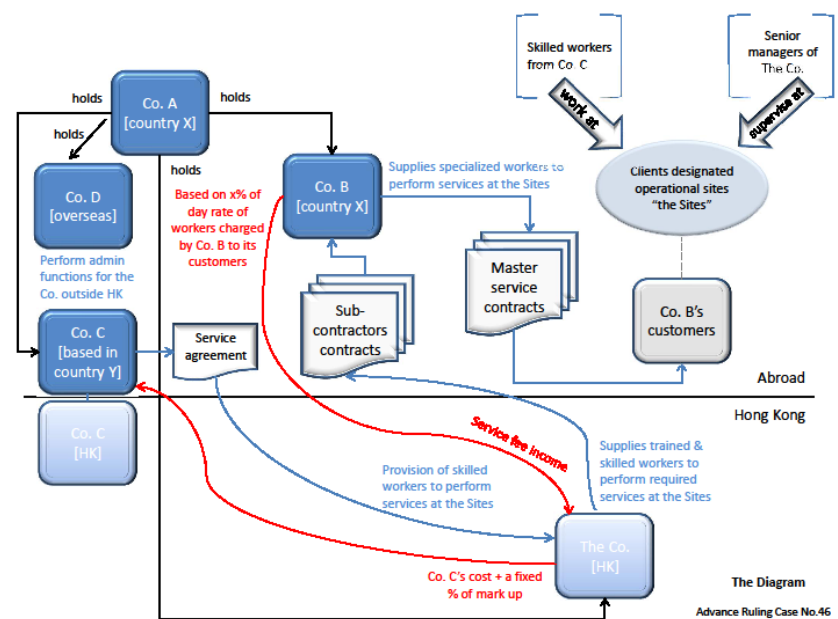 Skilled workers
from Co. C
Senior
managers of
The Co.
work at
supervise at
holds
Co. A
[country X]
holds
holds
holds
Co. D
[overseas]
Based on x% of
day rate of
workers charged
by Co. B to its
customers
Co. B
[country X]
Supplies specialized workers to
perform services at the Sites
Clients designated
operational sites
“the Sites”
Perform admin
functions for the
Co. outside HK
Co. C
[based in
country Y]
Service
agreement
Sub-
contractors
contracts
Master
service
contracts
Co. B’s
customers
Abroad
Hong Kong
Co. C
[HK]
Service fee income
Provision of skilled
workers to perform
services at the Sites
Supplies trained &
skilled workers to
perform required
services at the Sites
The Co.
[HK]
Co. C’s cost + a fixed
% of mark up
The Diagram
Advance Ruling Case No.46